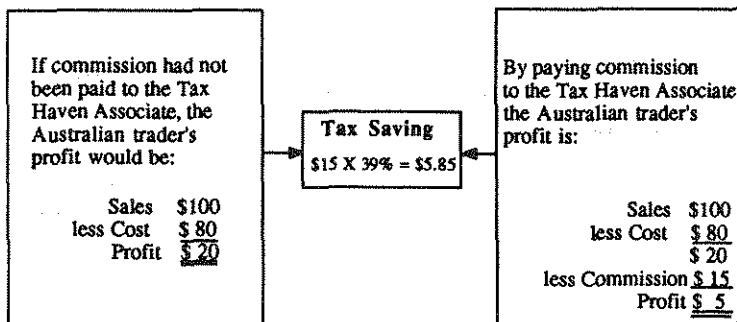 If commission had not
been paid to the Tax
Haven Associate, the
Australian trader's
profit would be:
Sales $100
less Cost $ 80
Profit $ 20
Tax Saving
$15 X 39% = $5.85
By paying commission
to the Tax Haven Associate
the Australian trader's
profit is:
Sales $100
less Cost $ 80
$ 20
less Commission $ 15
Profit $ 5